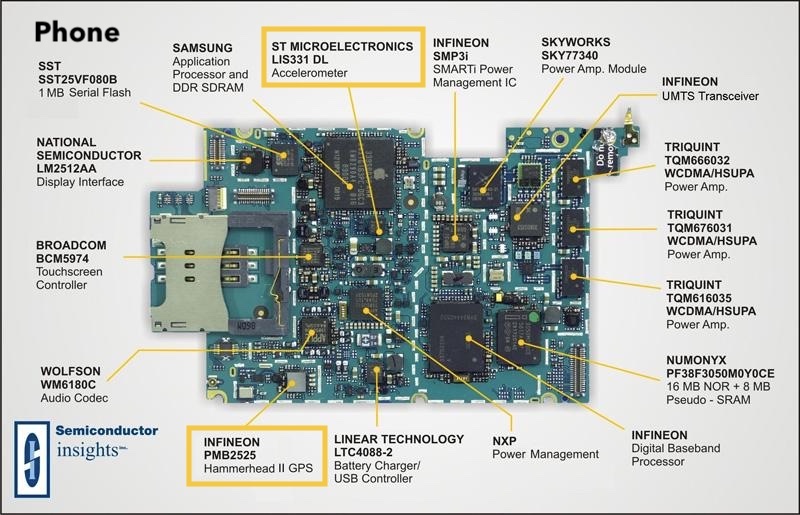 Phone
SST
SST25VF080B
1 MB Serial Flash
SAMSUNG
Application
Processor and
DDR SDRAM
ST MICROELECTRONICS
LIS331 DL
Accelerometer
INFINEON
SMP3i
SMARTi Power
Management IC
SKYWORKS
SKY77340
Power Amp. Module
INFINEON
UMTS Transceiver
NATIONAL
SEMICONDUCTOR
LM2512AA
Display Interface
Do no
remove
TRIQUINT
TQM666032
WCDMA/HSUPA
Power Amp.
BROADCOM
BCM5974
Touchscreen
Controller
TRIQUINT
TQM676031
WCDMA/HSUPA
Power Amp.
TRIQUINT
TQM616035
WCDMA/HSUPA
Power Amp.
WOLFSON
WM6180C
Audio Codec
NUMONYX
PF38F3050M0Y0CE
16 MB NOR + 8 MB
Pseudo - SRAM
INFINEON
PMB2525
Hammerhead II GPS
LINEAR TECHNOLOGY
LTC4088-2
Battery Charger/
USB Controller
NXP
Power Management
INFINEON
Digital Baseband
Processor
Semiconductor
insights